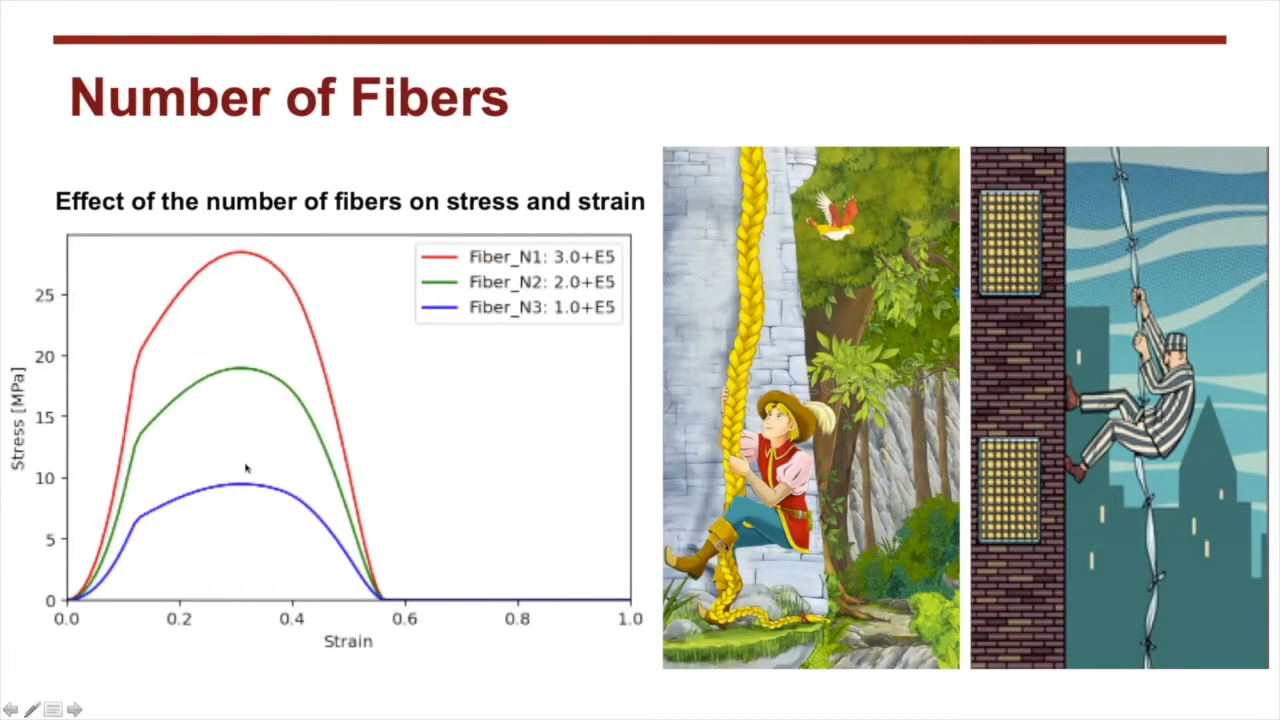 Number of Fibers
Effect of the number of fibers on stress and strain
Fiber_N1: 3.0+E5
Fiber_N2: 2.0+E5
Fiber_N3: 1.0+E5
Stress [MPa]
25
20
15
10
5
0
0.0 0.2 0.4 0.6 0.8 1.0
Strain